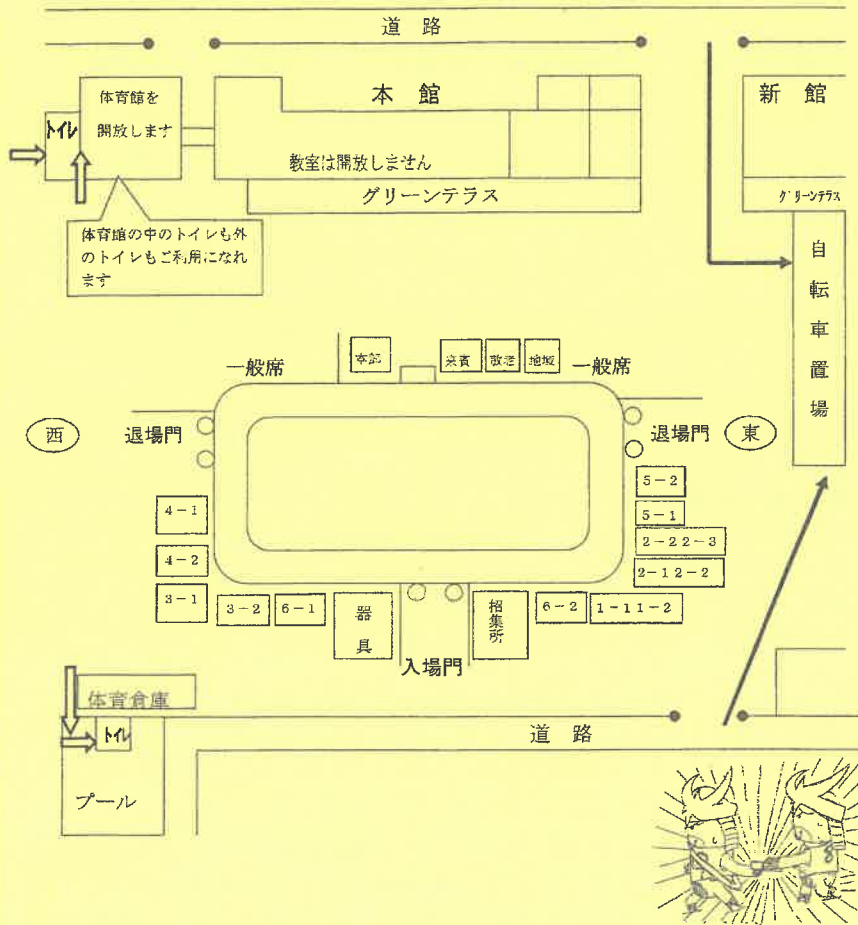 道 路
体育館を
開放します
トイレ
本 館
新 館
教室は開放しません
グリーンテラス
グリーンテラス
体育館の中のトイレも外
のトイレもご利用になれ
ます
自転車置場
一般席
本部
来賓
敬老
地域
一般席
西
退場門
退場門
東
4-1
5-2
5-1
4-2
2-22-3
2-12-2
3-1
3-2
6-1
器具
招集所
6-2
1-11-2
入場門
体育倉庫
トイレ
道 路
プール